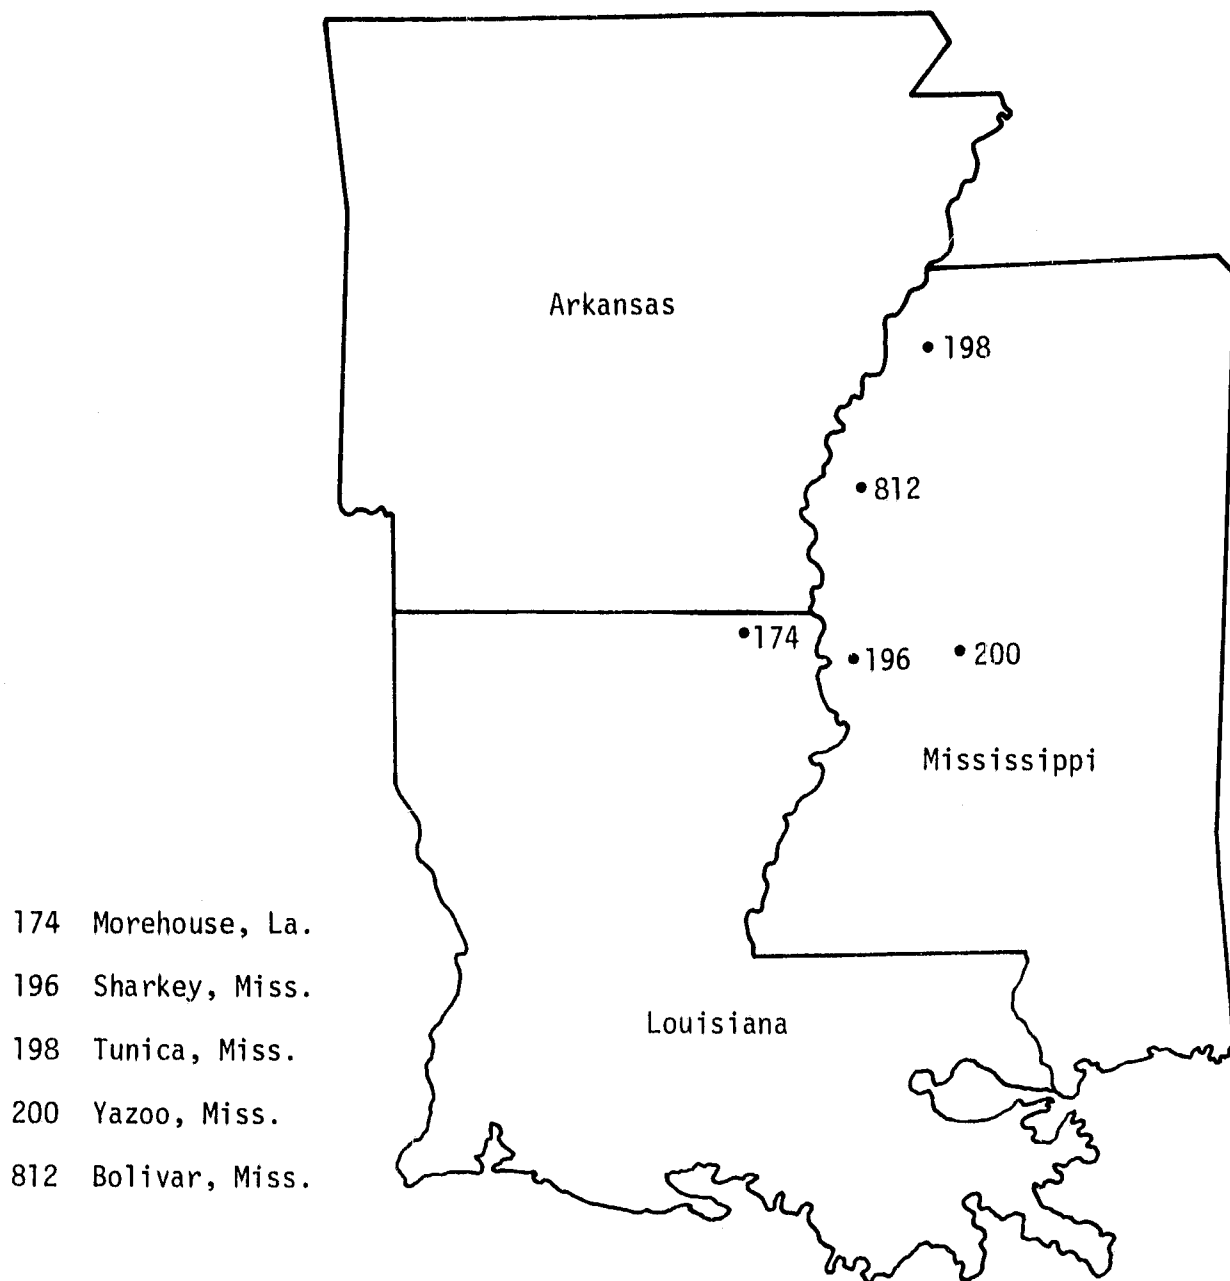 Arkansas
198
812
174
196
200
Mississippi
174 Morehouse, La.
196 Sharkey, Miss.
Louisiana
198 Tunica, Miss.
200 Yazoo, Miss.
812 Bolivar, Miss.